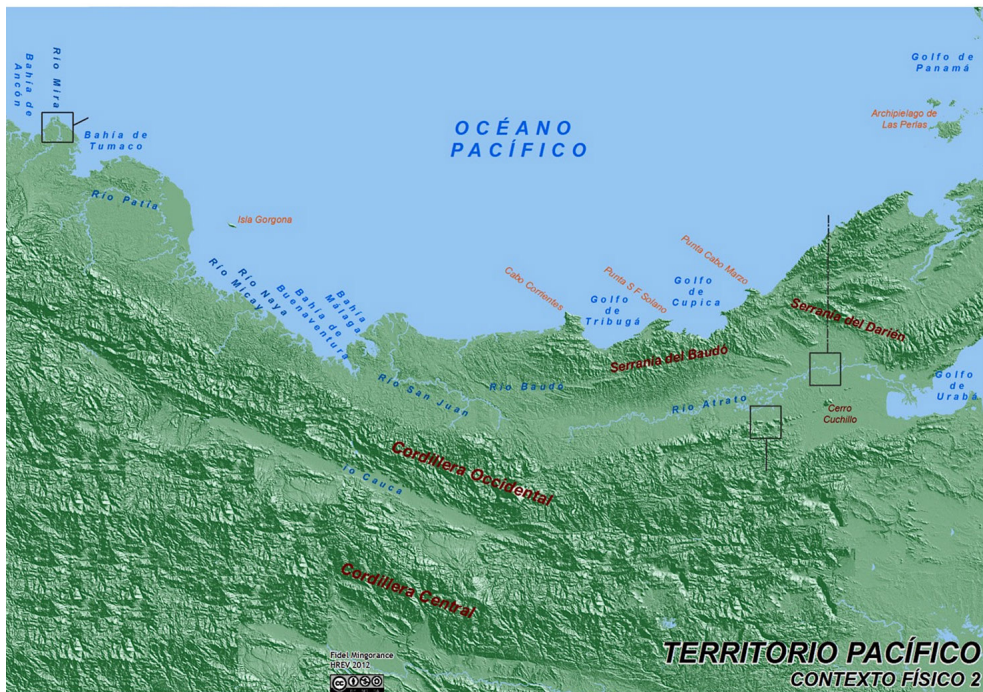 Golfo de
Panamá
Archipielago de
Las Perlas
Bahía de
Ancón
Río Mira
Bahía de
Tumaco
OCÉANO
PACÍFICO
Río Patía
Isla Gorgona
Río Micay
Río Naya
Bahía de
Buenaventura
Bahía
Málaga
Cabo Corrientes
Punta S F Solano
Punta Cabo Marzo
Golfo
de
Tribugá
Golfo
de
Cupica
Serranía del Baudó
Serranía del Darién
Río San Juan
Río Baudó
Río Atrato
Golfo
de
Urabá
Cerro
Cuchillo
Cordillera Occidental
ío Cauca
Cordillera Central
Fidel Mingorance
HREV 2012
TERRITORIO PACÍFICO
CONTEXTO FÍSICO 2